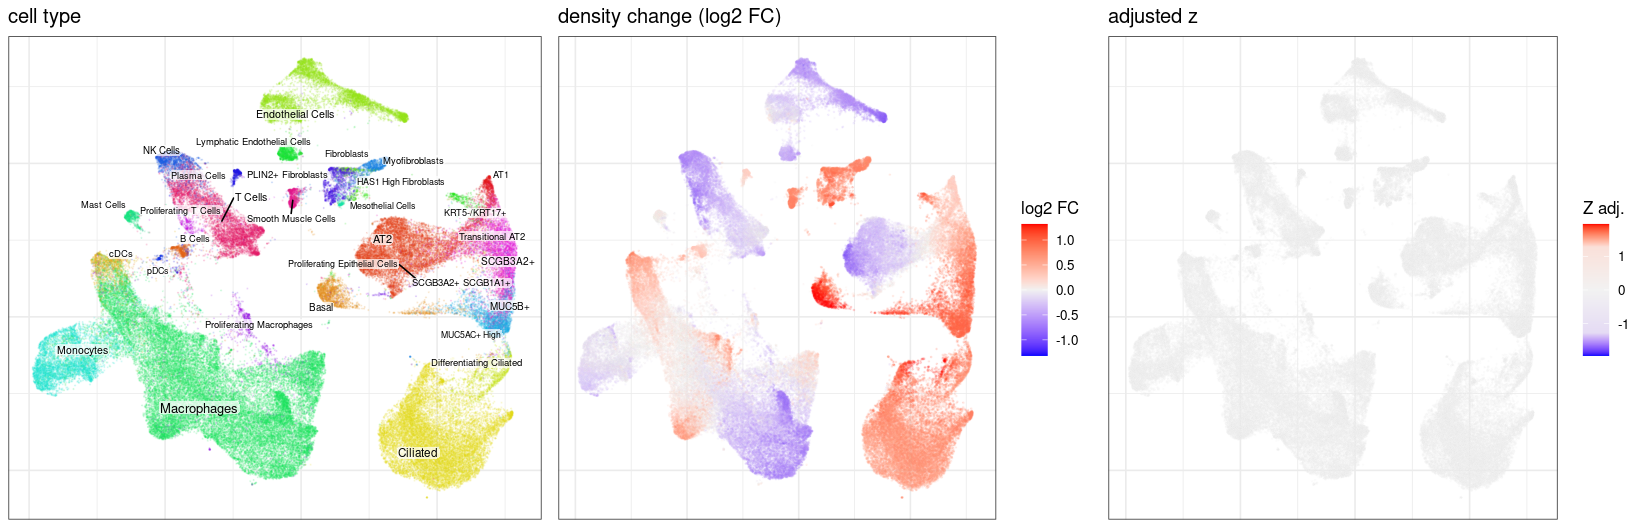 cell type
Endothelial Cells
Lymphatic Endothelial Cells
NK Cells
Fibroblasts
Myofibroblasts
Plasma Cells
PLIN2+ Fibroblasts
AT1
HAS1 High Fibroblasts
T Cells
Mast Cells
Proliferating T Cells
Mesothelial Cells
KRT5-/KRT17+
Smooth Muscle Cells
B Cells
AT2
Transitional AT2
cDCs
Proliferating Epithelial Cells
SCGB3A2+
pDCs
SCGB3A2+ SCGB1A1+
Basal
MUC5B+
Proliferating Macrophages
MUC5AC+ High
Monocytes
Differentiating Ciliated
Macrophages
Ciliated
density change (log2 FC)
log2 FC
1.0
0.5
0.0
-0.5
-1.0
adjusted z
Z adj.
1
0
-1